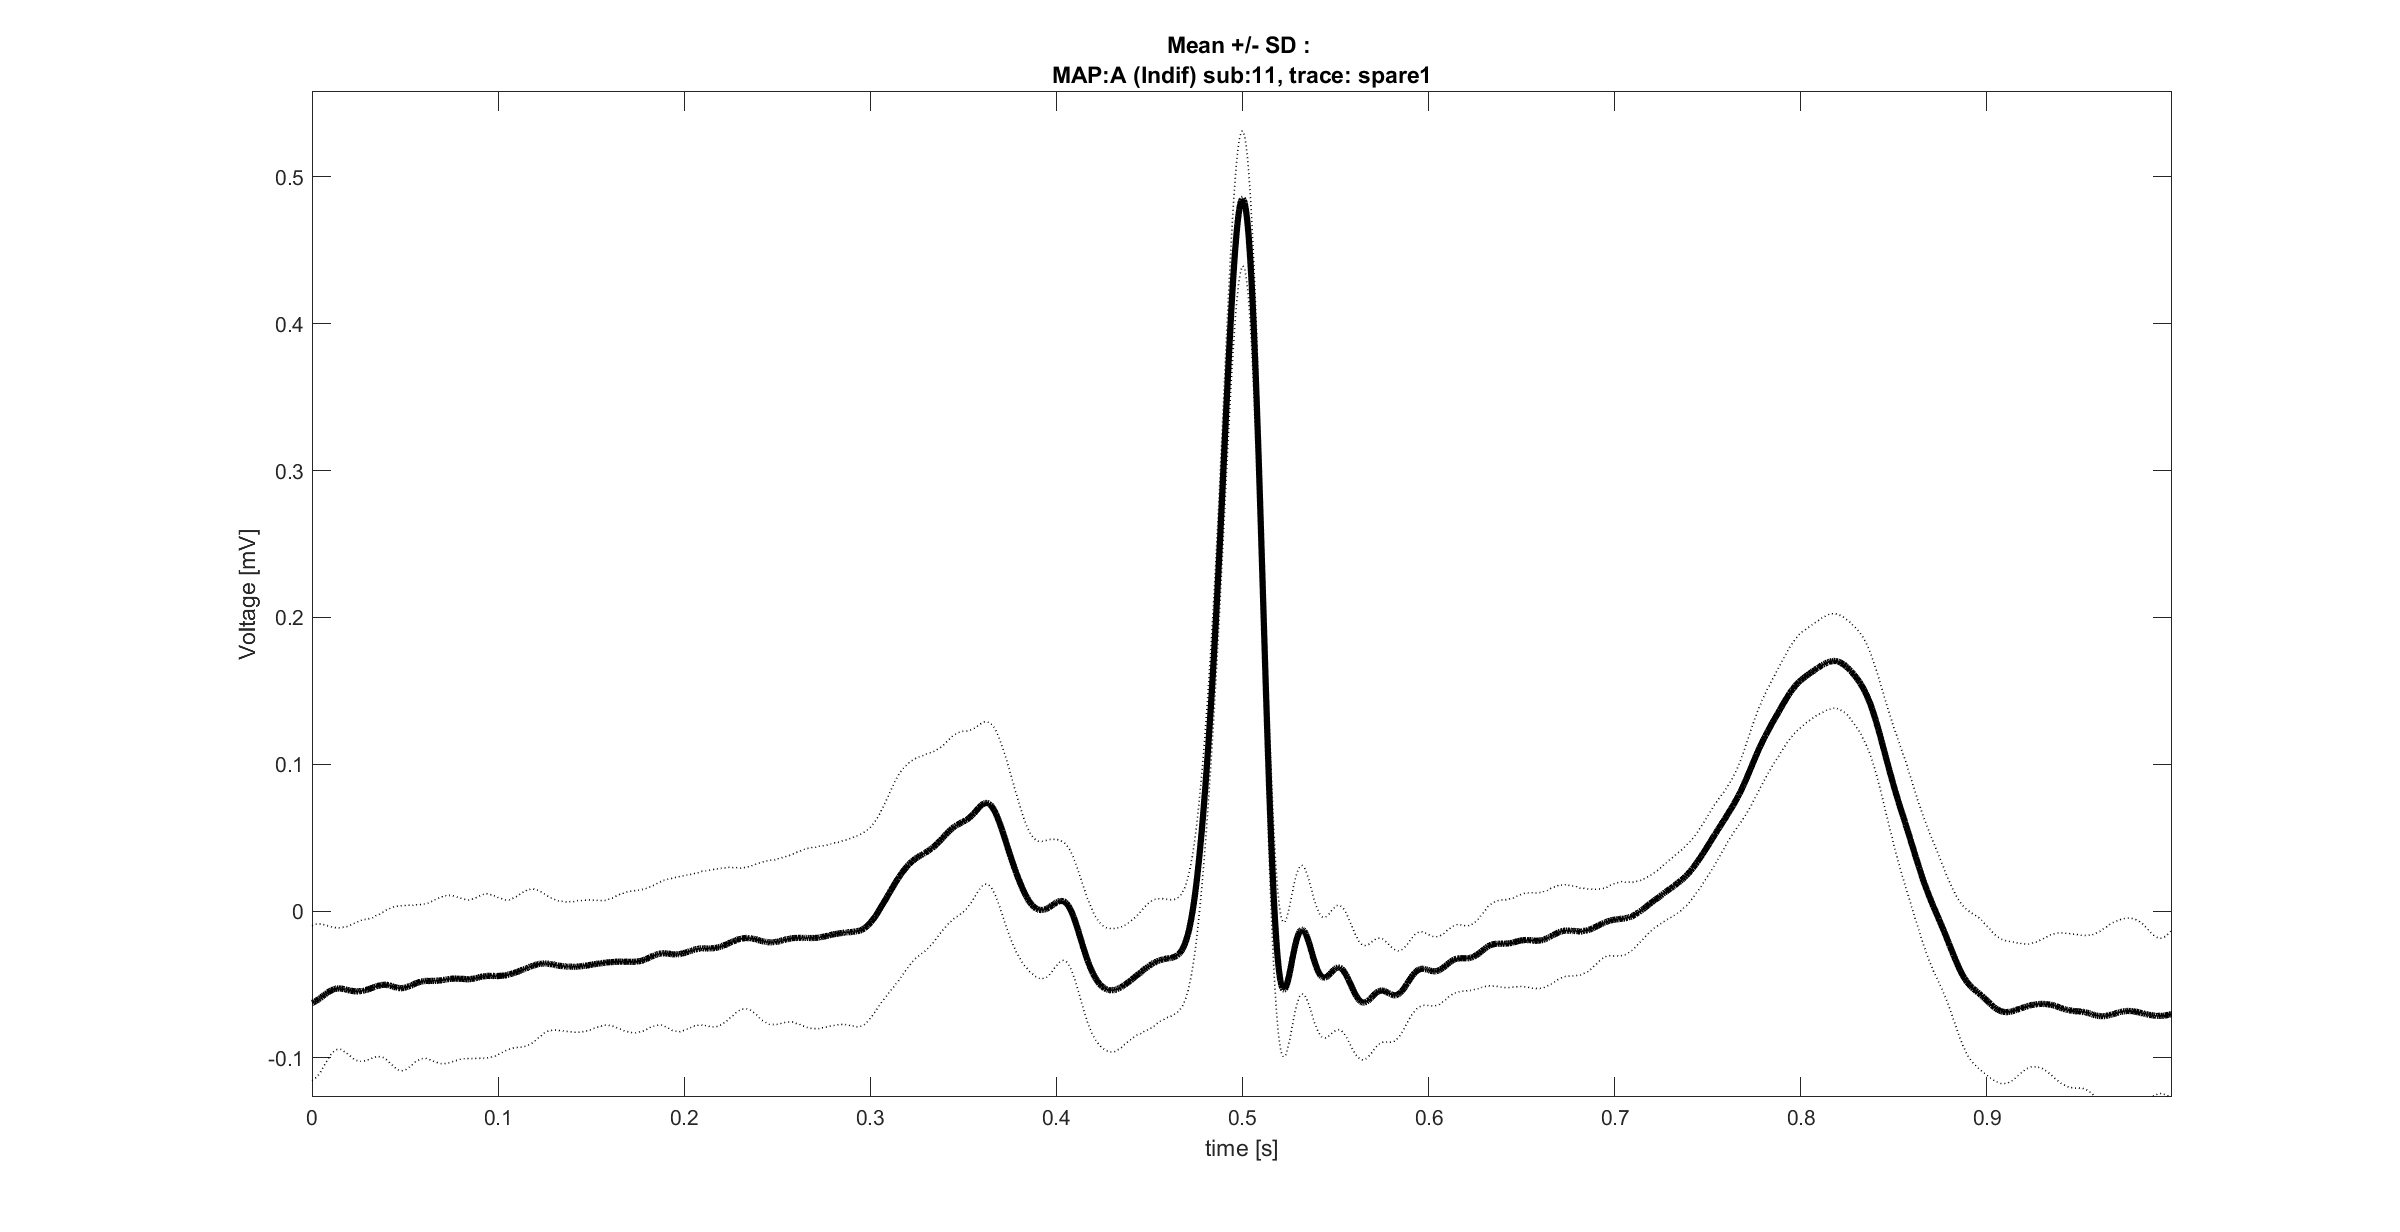 Mean +/- SD :
MAP:A (Indif) sub:11, trace: spare1
0.5
0.4
0.3
0.2
0.1
0
-0.1
Voltage [mV]
0 0.1 0.2 0.3 0.4 0.5 0.6 0.7 0.8 0.9
time [s]